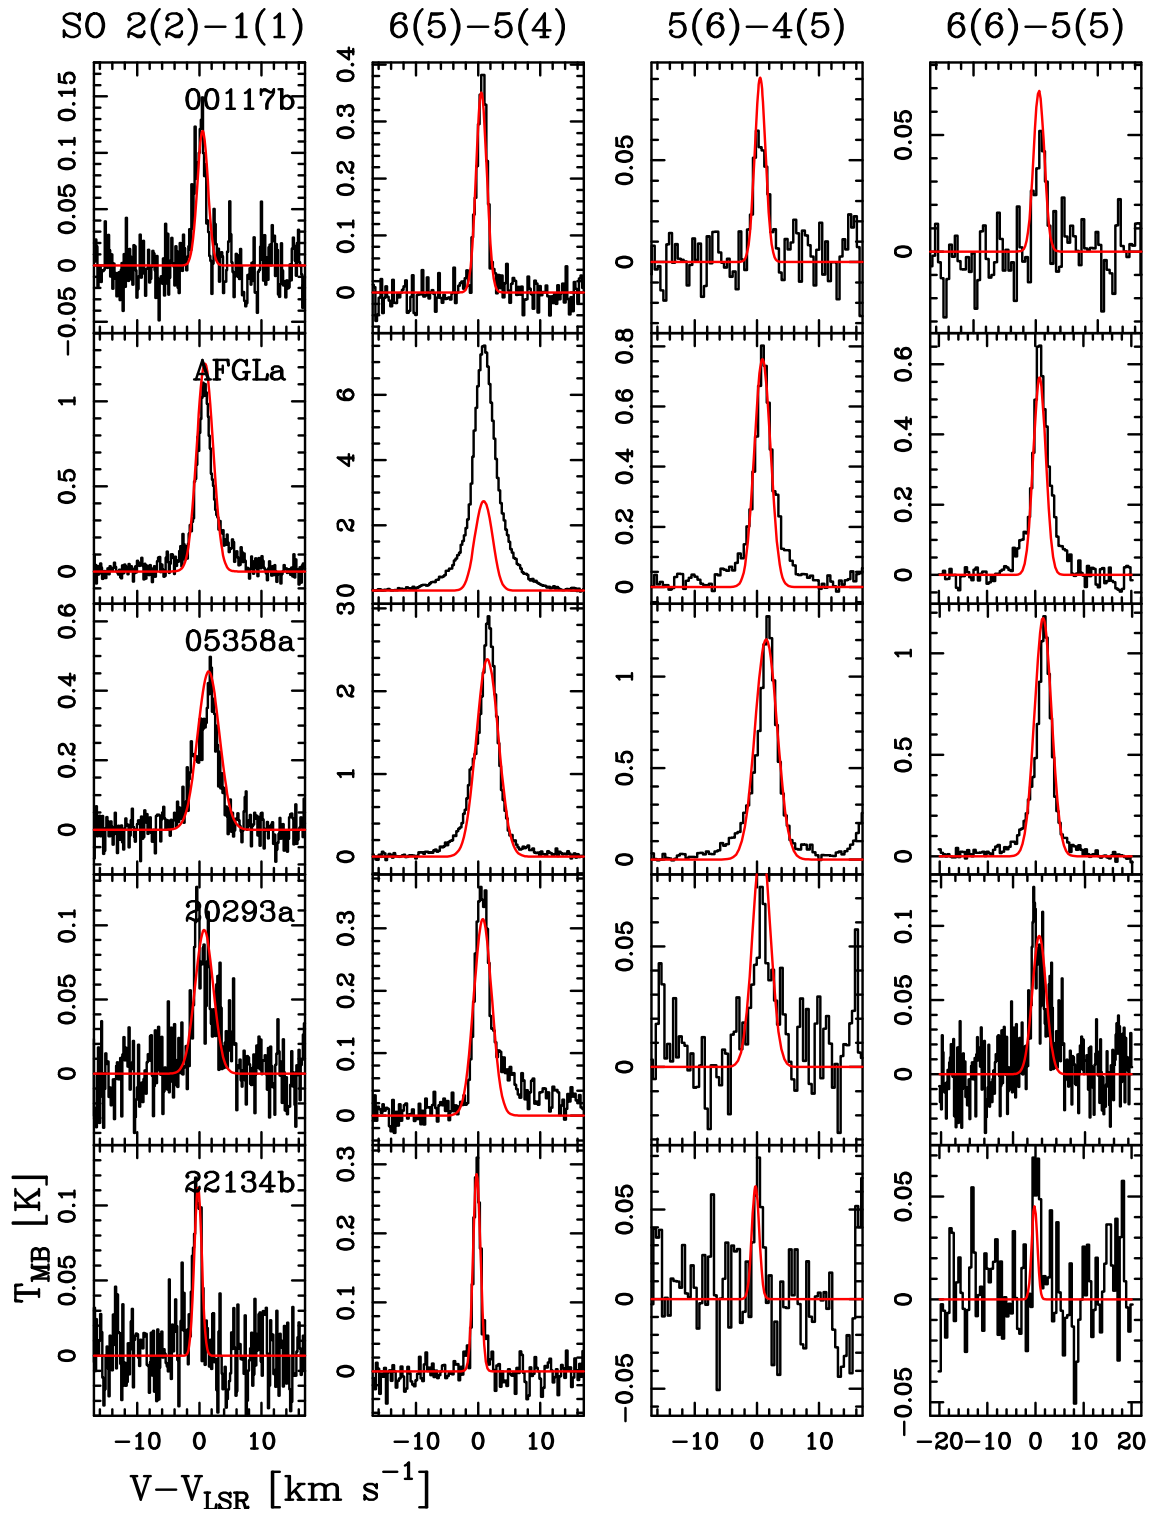 SO 2(2)−1(1) 6(5)−5(4) 5(6)−4(5) 6(6)−5(5)
00117b
−0.05 0 0.05 0.1 0.15
0 0.1 0.2 0.3 0.4
0 0.05
0 0.05
AFGLa
0 0.5 1
0 2 4 6
0 0.2 0.4 0.6 0.8
0 0.2 0.4 0.6
05358a
0 0.2 0.4 0.6
0 1 2 3
0 0.5 1
0 0.5 1
20293a
0 0.05 0.1
0 0.1 0.2 0.3
0 0.05
0 0.05 0.1
22134b
0 0.05 0.1
0 0.1 0.2 0.3
−0.05 0 0.05
−0.05 0 0.05
T_MB [K]
−10 0 10 −10 0 10 −10 0 10 −20 −10 0 10 20
V−V_LSR [km s^−1]